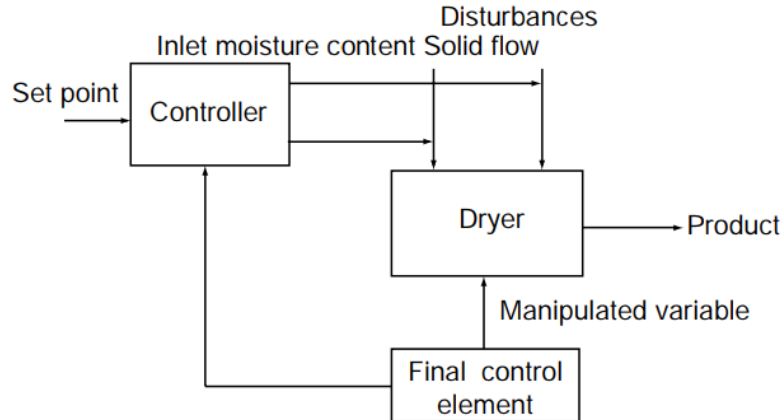 Disturbances
Inlet moisture content Solid flow
Set point
Controller
Dryer
Product
Manipulated variable
Final control
element